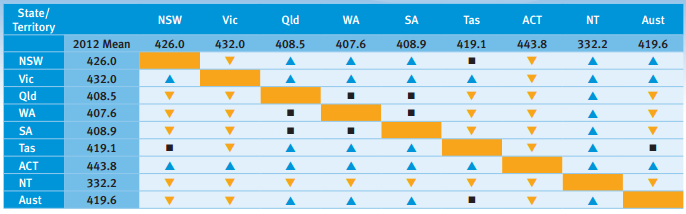 State/
Territory NSW Vic Qld WA SA Tas ACT NT Aust
2012 Mean 426.0 432.0 408.5 407.6 408.9 419.1 443.8 332.2 419.6
NSW 426.0 ▼ ▲ ▲ ▲ ■ ▼ ▲ ▲
Vic 432.0 ▲ ▲ ▲ ▲ ▲ ▼ ▲ ▲
Qld 408.5 ▼ ▼ ■ ■ ▼ ▼ ▲ ▼
WA 407.6 ▼ ▼ ■ ■ ▼ ▼ ▲ ▼
SA 408.9 ▼ ▼ ■ ■ ▼ ▼ ▲ ▼
Tas 419.1 ■ ▼ ▲ ▲ ▲ ▼ ▲ ■
ACT 443.8 ▲ ▲ ▲ ▲ ▲ ▲ ▲ ▲
NT 332.2 ▼ ▼ ▼ ▼ ▼ ▼ ▼ ▼
Aust 419.6 ▼ ▼ ▲ ▲ ▲ ■ ▼ ▲